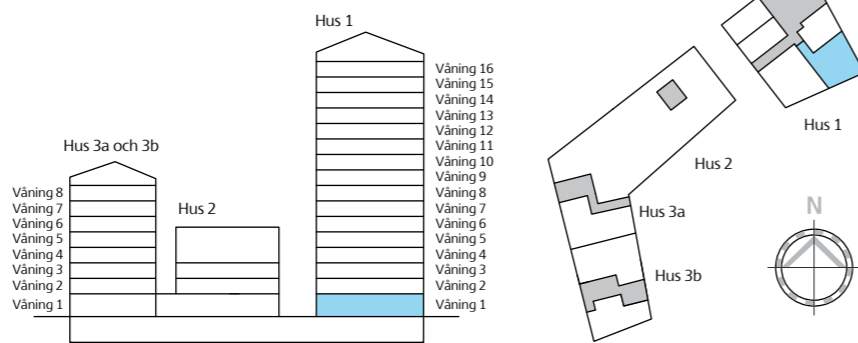 Hus 1
Våning 16
Våning 15
Våning 14
Våning 13
Våning 12
Våning 11
Våning 10
Våning 9
Våning 8
Våning 7
Våning 6
Våning 5
Våning 4
Våning 3
Våning 2
Våning 1
Hus 3a och 3b
Våning 8
Våning 7
Våning 6
Våning 5
Våning 4
Våning 3
Våning 2
Våning 1
Hus 2
Hus 1
Hus 2
Hus 3a
Hus 3b
N